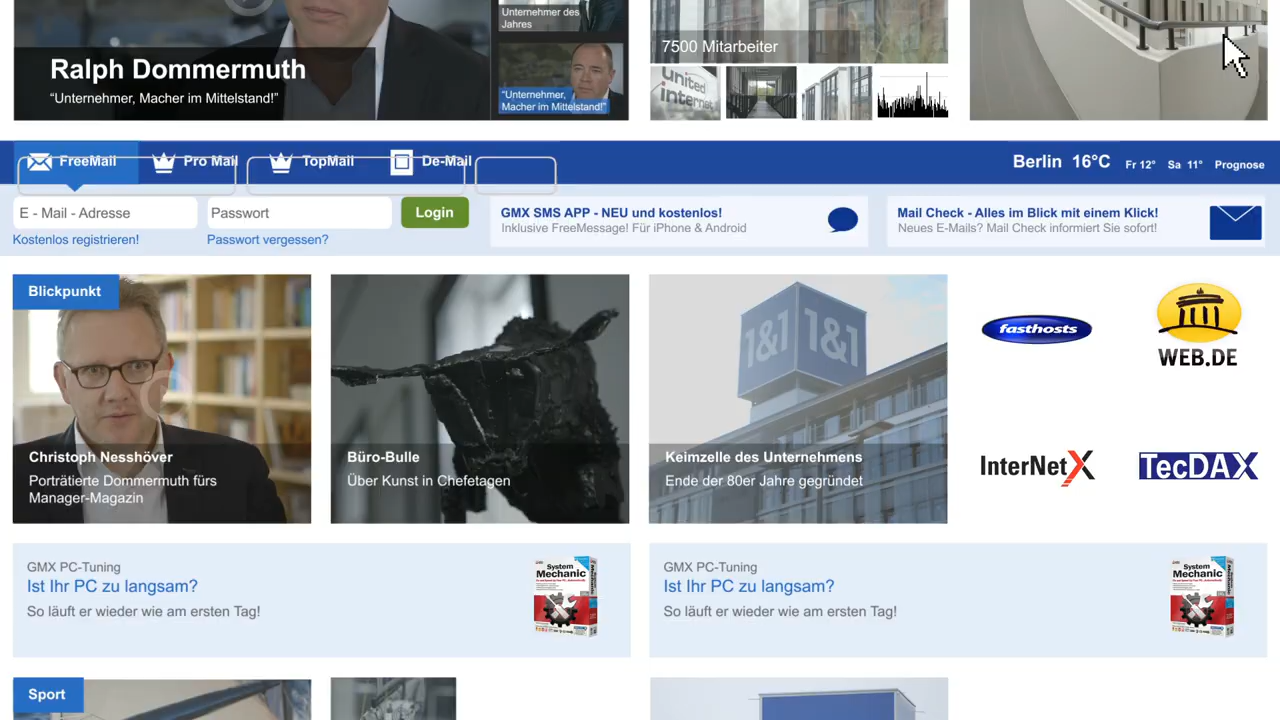 Unternehmer des
Jahres
7500 Mitarbeiter
Ralph Dommermuth
“Unternehmer, Macher im Mittelstand!”
“Unternehmer,
Macher im Mittelstand!”
united
internet
FreeMail
Pro Mail
TopMail
De-Mail
Berlin 16°C Fr 12° Sa 11° Prognose
E - Mail - Adresse
Passwort
Login
Kostenlos registrieren!
Passwort vergessen?
GMX SMS APP - NEU und kostenlos!
Inklusive FreeMessage! Für iPhone & Android
Mail Check - Alles im Blick mit einem Klick!
Neues E-Mails? Mail Check informiert Sie sofort!
Blickpunkt
Christoph Nesshöver
Porträtierte Dommermuth fürs
Manager-Magazin
Büro-Bulle
Über Kunst in Chefetagen
1&1 1&1
Keimzelle des Unternehmens
Ende der 80er Jahre gegründet
fasthosts
WEB.DE
InterNetX
TecDAX
GMX PC-Tuning
Ist Ihr PC zu langsam?
So läuft er wieder wie am ersten Tag!
System
Mechanic
GMX PC-Tuning
Ist Ihr PC zu langsam?
So läuft er wieder wie am ersten Tag!
System
Mechanic
Sport